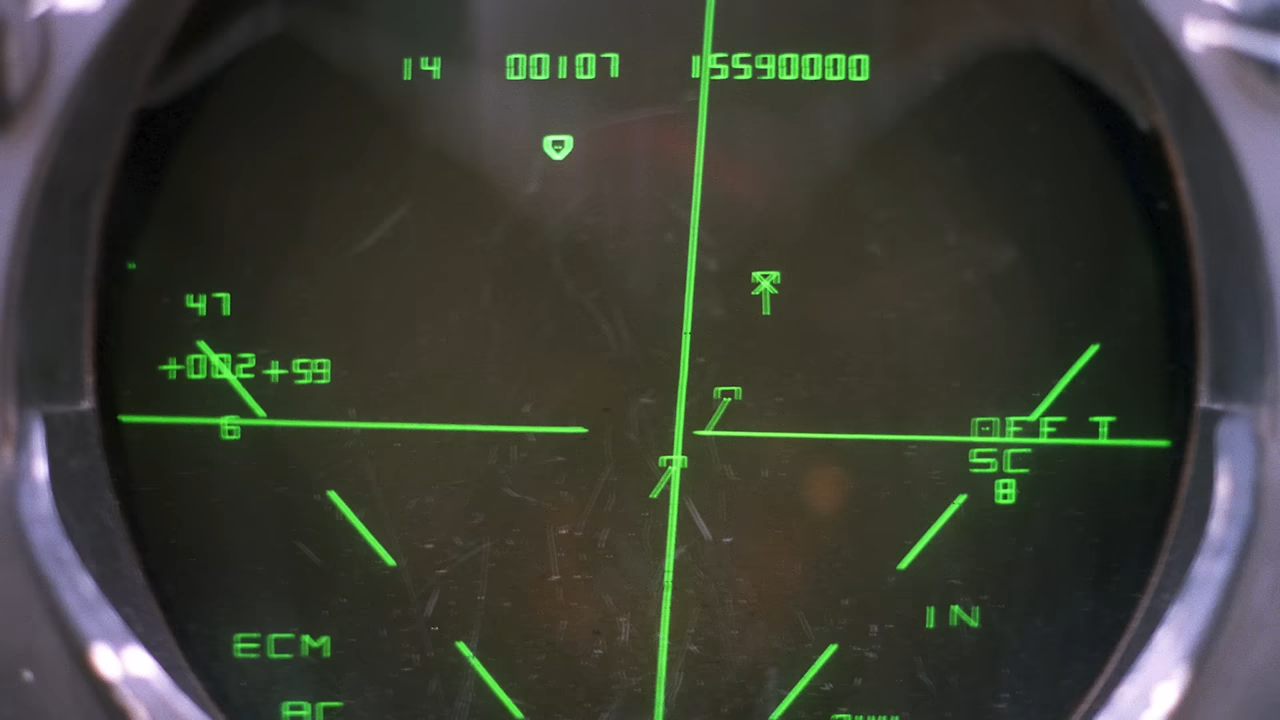 14 00107 15590000
47
+002 +59
6
OFF T
SC
8
IN
ECM